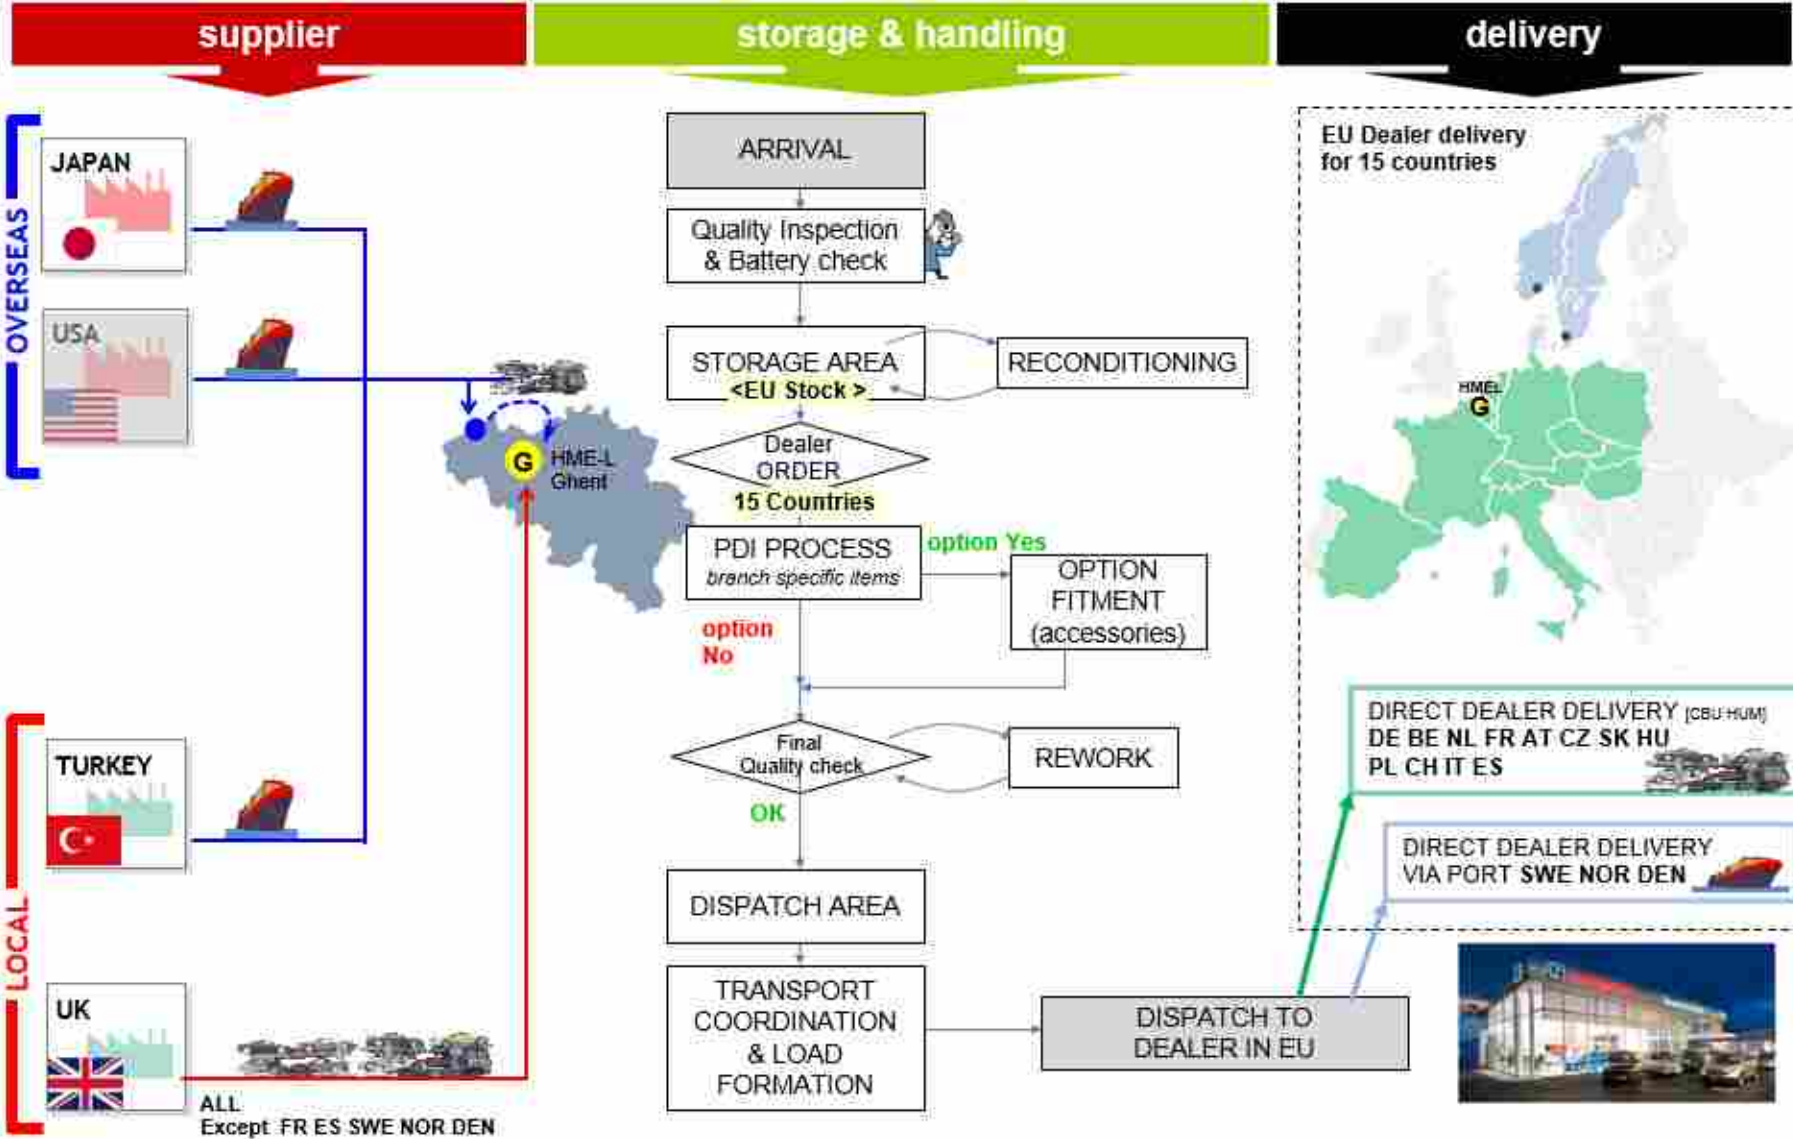 supplier
storage & handling
delivery
OVERSEAS
JAPAN
USA
HME-L
Ghent
G
LOCAL
TURKEY
UK
ALL
Except FR ES SWE NOR DEN
ARRIVAL
Quality Inspection
& Battery check
STORAGE AREA
<EU Stock >
RECONDITIONING
Dealer
ORDER
15 Countries
PDI PROCESS
branch specific items
option Yes
OPTION
FITMENT
(accessories)
option
No
Final
Quality check
REWORK
OK
DISPATCH AREA
TRANSPORT
COORDINATION
& LOAD
FORMATION
DISPATCH TO
DEALER IN EU
EU Dealer delivery
for 15 countries
HMEL
G
DIRECT DEALER DELIVERY [CBU HUM]
DE BE NL FR AT CZ SK HU
PL CH IT ES
DIRECT DEALER DELIVERY
VIA PORT SWE NOR DEN